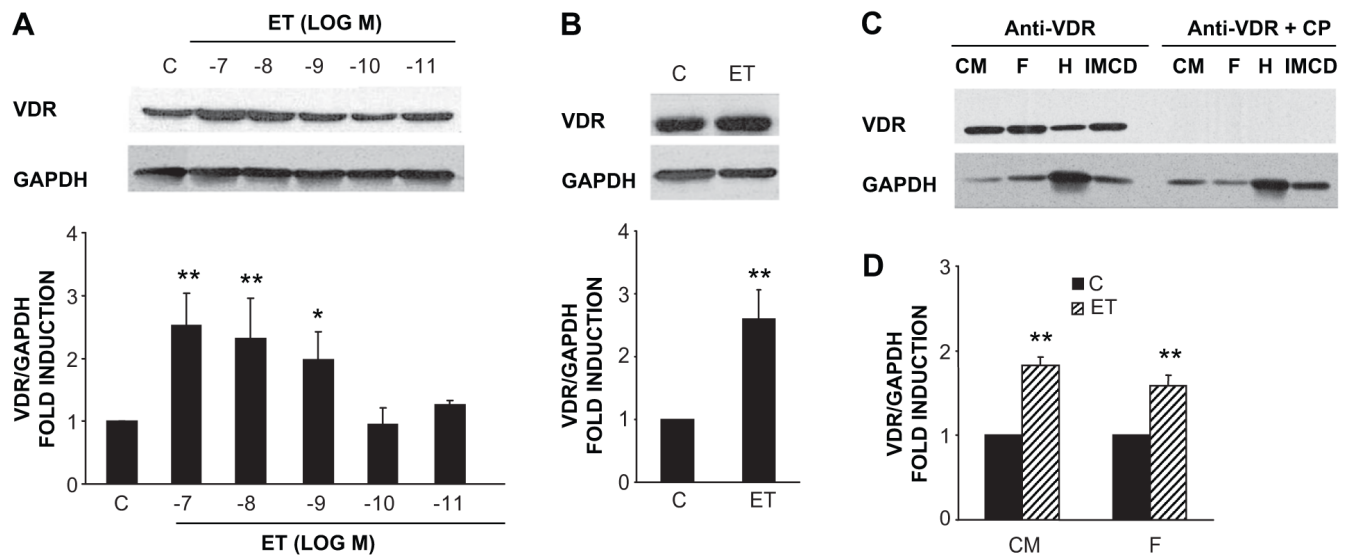 A
ET (LOG M)
C -7 -8 -9 -10 -11
VDR
GAPDH
4
3
2
1
0
VDR/GAPDH
FOLD INDUCTION
** ** *
C -7 -8 -9 -10 -11
ET (LOG M)
B
C ET
VDR
GAPDH
4
3
2
1
0
VDR/GAPDH
FOLD INDUCTION
**
C ET
C
Anti-VDR Anti-VDR + CP
CM F H IMCD CM F H IMCD
VDR
GAPDH
D
3
2
1
0
VDR/GAPDH
FOLD INDUCTION
C
ET
** **
CM F